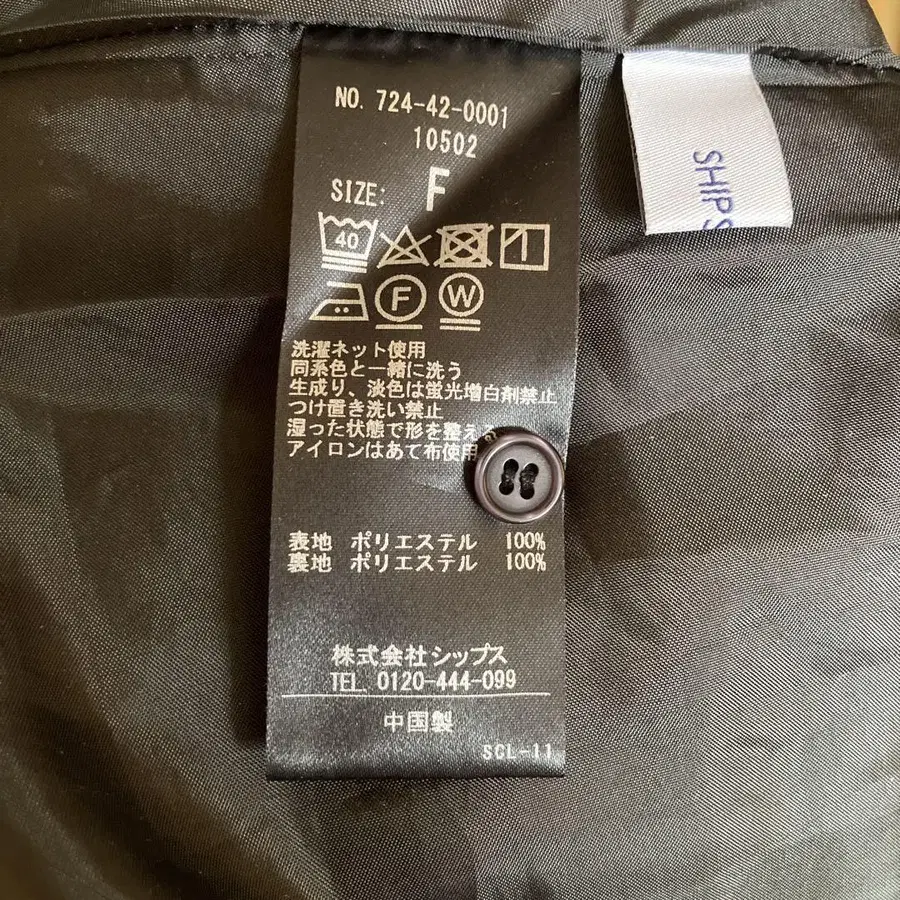 NO. 724-42-0001
10502
SIZE: F
40
F
W
洗濯ネット使用
同系色と一緒に洗う
生成り、淡色は蛍光増白剤禁止
つけ置き洗い禁止
湿った状態で形を整える
アイロンはあて布使用
表地 ポリエステル 100%
裏地 ポリエステル 100%
株式会社シップス
TEL. 0120-444-099
中国製
SCL-11
SHIPS